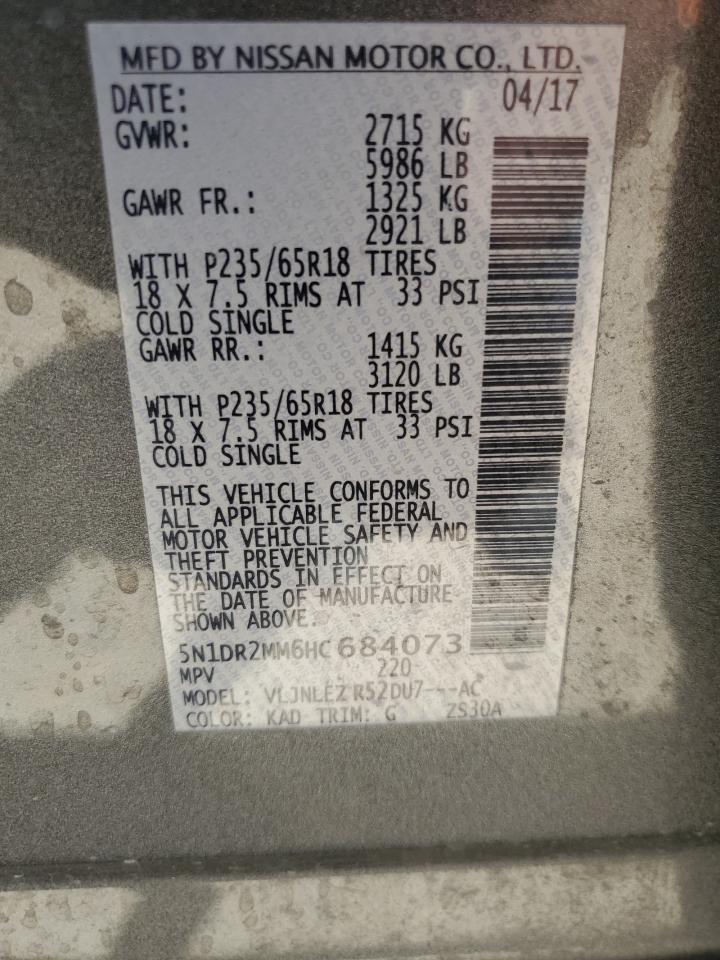 MFD BY NISSAN MOTOR CO., LTD.
DATE: 04/17
GVWR: 2715 KG
5986 LB
GAWR FR.: 1325 KG
2921 LB
WITH P235/65R18 TIRES
18 X 7.5 RIMS AT 33 PSI
COLD SINGLE
GAWR RR.: 1415 KG
3120 LB
WITH P235/65R18 TIRES
18 X 7.5 RIMS AT 33 PSI
COLD SINGLE
THIS VEHICLE CONFORMS TO
ALL APPLICABLE FEDERAL
MOTOR VEHICLE SAFETY AND
THEFT PREVENTION
STANDARDS IN EFFECT ON
THE DATE OF MANUFACTURE
SHOWN ABOVE.
5N1DR2MM6HC684073
MPV 220
MODEL: VLJNLEZ R52DU7---AC
COLOR: KAD TRIM: G ZS30A